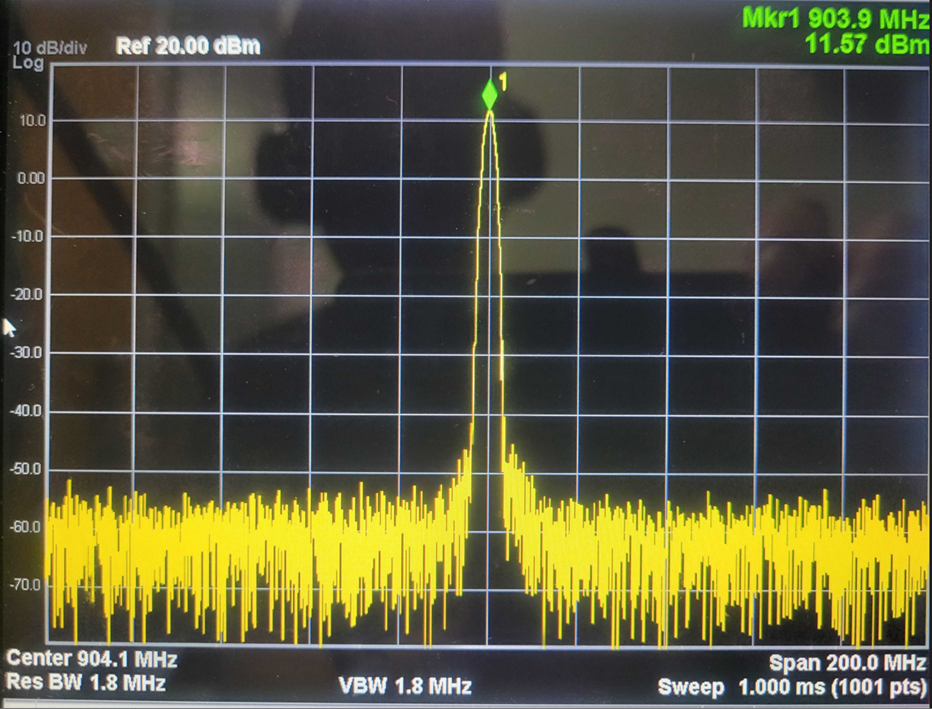 Mkr1 903.9 MHz
10 dB/div Ref 20.00 dBm 11.57 dBm
Log
1
10.0
0.00
-10.0
-20.0
-30.0
-40.0
-50.0
-60.0
-70.0
Center 904.1 MHz Span 200.0 MHz
Res BW 1.8 MHz VBW 1.8 MHz Sweep 1.000 ms (1001 pts)